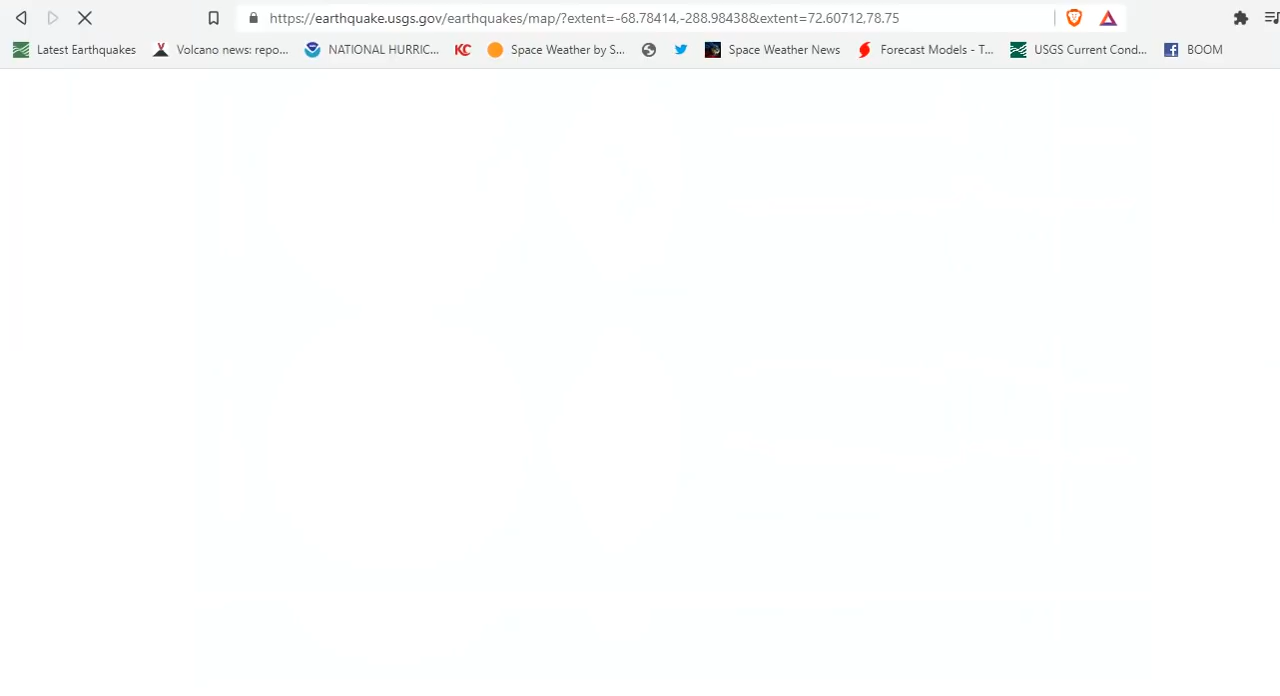 https://earthquake.usgs.gov/earthquakes/map/?extent=-68.78414,-288.98438&extent=72.60712,78.75
Latest Earthquakes Volcano news: repo... NATIONAL HURRIC... KC Space Weather by S... Space Weather News Forecast Models - T... USGS Current Cond... BOOM